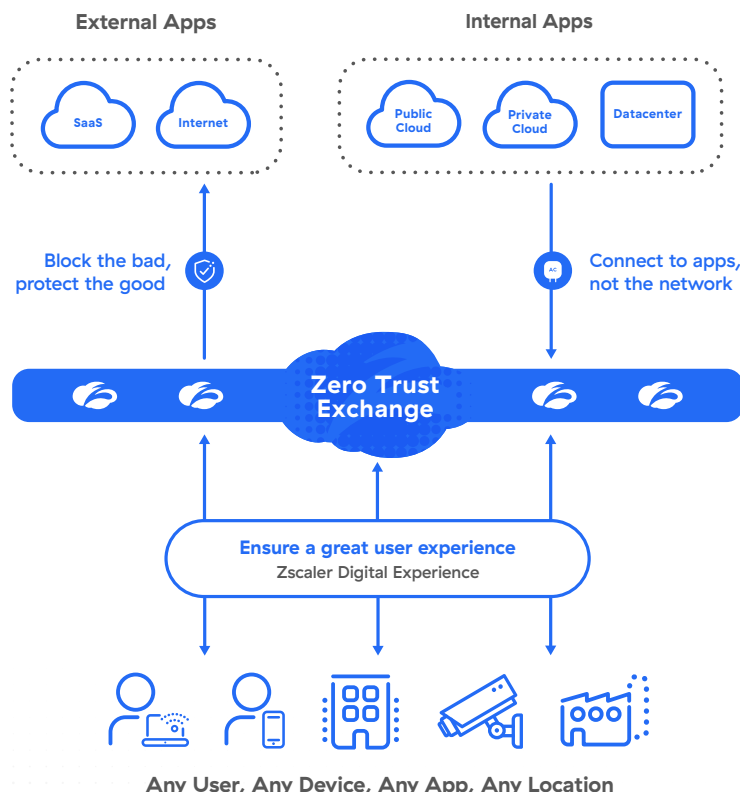 External Apps
Internal Apps
SaaS
Internet
Public
Cloud
Private
Cloud
Datacenter
Block the bad,
protect the good
AC
Connect to apps,
not the network
Zero Trust
Exchange
Ensure a great user experience
Zscaler Digital Experience
Any User, Any Device, Any App, Any Location